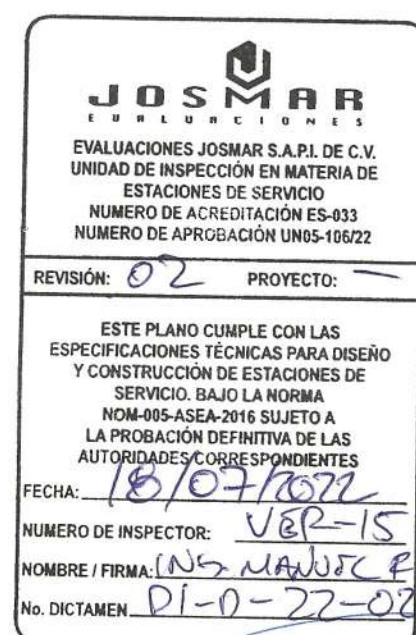 JOSMAR
EVALUACIONES
EVALUACIONES JOSMAR S.A.P.I. DE C.V.
UNIDAD DE INSPECCIÓN EN MATERIA DE
ESTACIONES DE SERVICIO
NUMERO DE ACREDITACIÓN ES-033
NUMERO DE APROBACIÓN UN05-106/22
REVISIÓN: 02 PROYECTO: —
ESTE PLANO CUMPLE CON LAS
ESPECIFICACIONES TÉCNICAS PARA DISEÑO
Y CONSTRUCCIÓN DE ESTACIONES DE
SERVICIO. BAJO LA NORMA
NOM-005-ASEA-2016 SUJETO A
LA PROBACIÓN DEFINITIVA DE LAS
AUTORIDADES CORRESPONDIENTES
FECHA: 18/07/2022
NUMERO DE INSPECTOR: VER-15
NOMBRE / FIRMA: ING. MANUEL
No. DICTAMEN DI-D-22-02